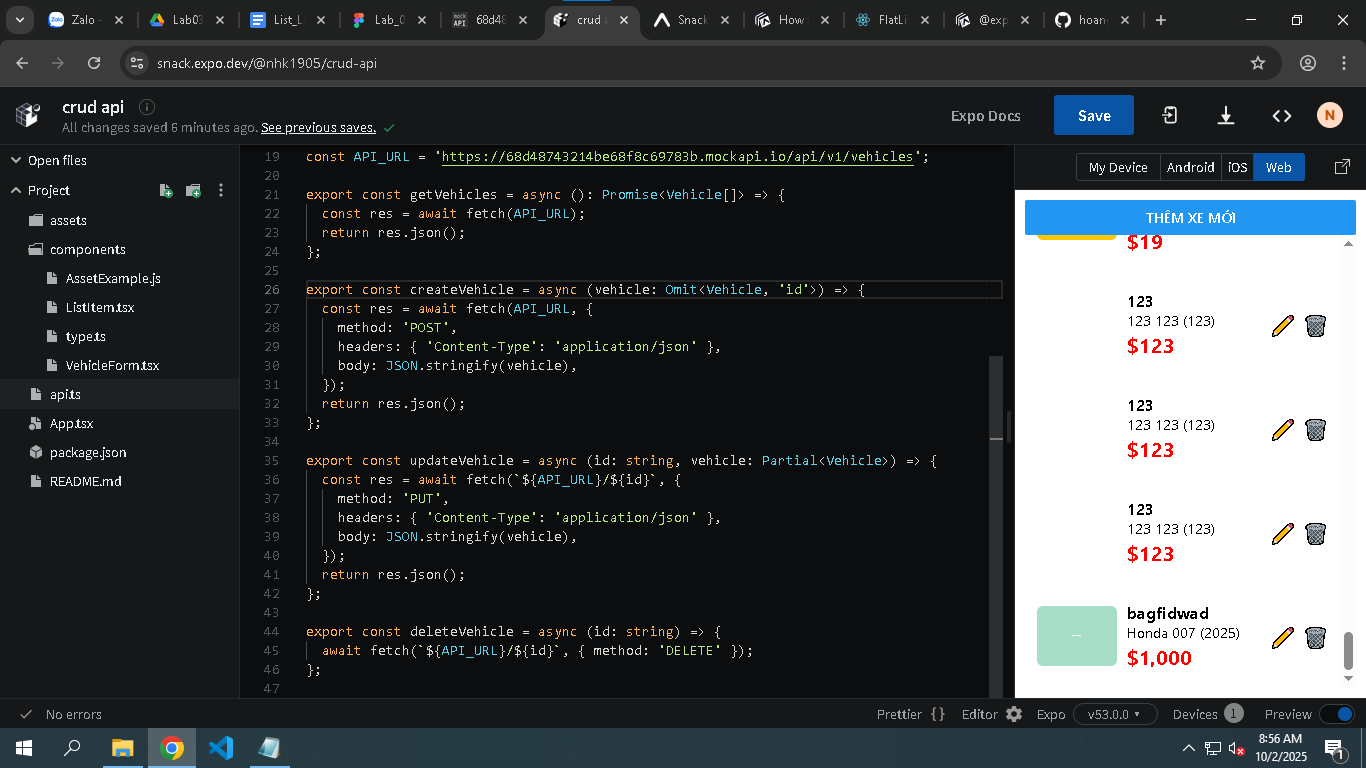 Zalo -
Lab03
List_L
Lab_0
68d48
crud a
Snack
How
FlatLi
@exp
hoan
snack.expo.dev/@nhk1905/crud-api
crud api
All changes saved 6 minutes ago. See previous saves.
Expo Docs
Save
N
Open files
Project
assets
components
AssetExample.js
ListItem.tsx
type.ts
VehicleForm.tsx
api.ts
App.tsx
package.json
README.md
19 const API_URL = 'https://68d48743214be68f8c69783b.mockapi.io/api/v1/vehicles';
20
21 export const getVehicles = async (): Promise<Vehicle[]> => {
22 const res = await fetch(API_URL);
23 return res.json();
24 };
25
26 export const createVehicle = async (vehicle: Omit<Vehicle, 'id'>) => {
27 const res = await fetch(API_URL, {
28 method: 'POST',
29 headers: { 'Content-Type': 'application/json' },
30 body: JSON.stringify(vehicle),
31 });
32 return res.json();
33 };
34
35 export const updateVehicle = async (id: string, vehicle: Partial<Vehicle>) => {
36 const res = await fetch(`${API_URL}/${id}`, {
37 method: 'PUT',
38 headers: { 'Content-Type': 'application/json' },
39 body: JSON.stringify(vehicle),
40 });
41 return res.json();
42 };
43
44 export const deleteVehicle = async (id: string) => {
45 await fetch(`${API_URL}/${id}`, { method: 'DELETE' });
46 };
47
My Device
Android
iOS
Web
THÊM XE MỚI
$19
123
123 123 (123)
$123
123
123 123 (123)
$123
123
123 123 (123)
$123
bagfidwad
Honda 007 (2025)
$1,000
No errors
Prettier {}
Editor
Expo
v53.0.0
Devices 1
Preview
8:56 AM
10/2/2025
1